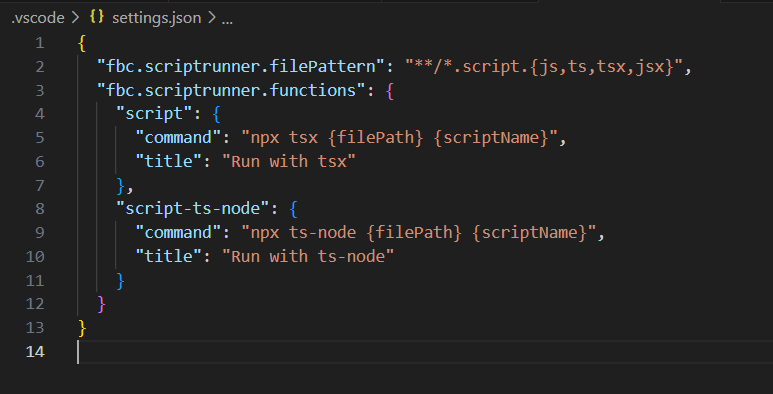 .vscode > {} settings.json > ...
1 {
2   "fbc.scriptrunner.filePattern": "**/*.script.{js,ts,tsx,jsx}",
3   "fbc.scriptrunner.functions": {
4     "script": {
5       "command": "npx tsx {filePath} {scriptName}",
6       "title": "Run with tsx"
7     },
8     "script-ts-node": {
9       "command": "npx ts-node {filePath} {scriptName}",
10       "title": "Run with ts-node"
11     }
12   }
13 }
14